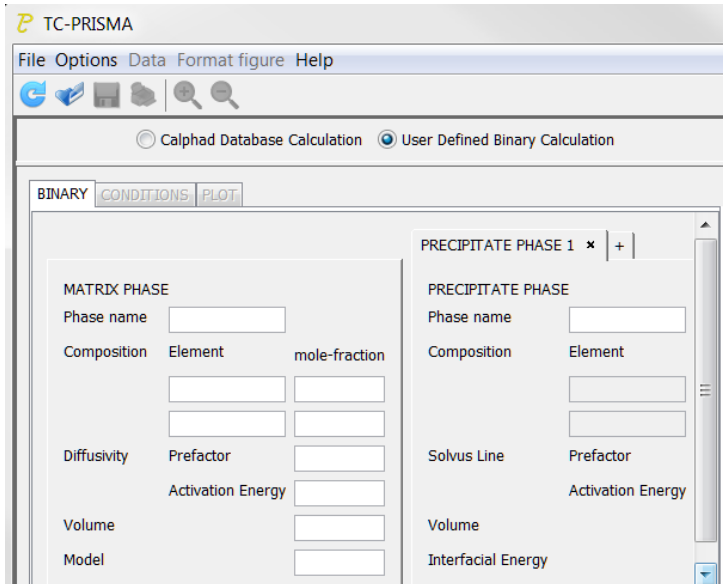 TC-PRISMA
File Options Data Format figure Help
Calphad Database Calculation User Defined Binary Calculation
BINARY CONDITIONS PLOT
PRECIPITATE PHASE 1 × +
MATRIX PHASE
Phase name
Composition Element mole-fraction
Diffusivity Prefactor
Activation Energy
Volume
Model
PRECIPITATE PHASE
Phase name
Composition Element
Solvus Line Prefactor
Activation Energy
Volume
Interfacial Energy